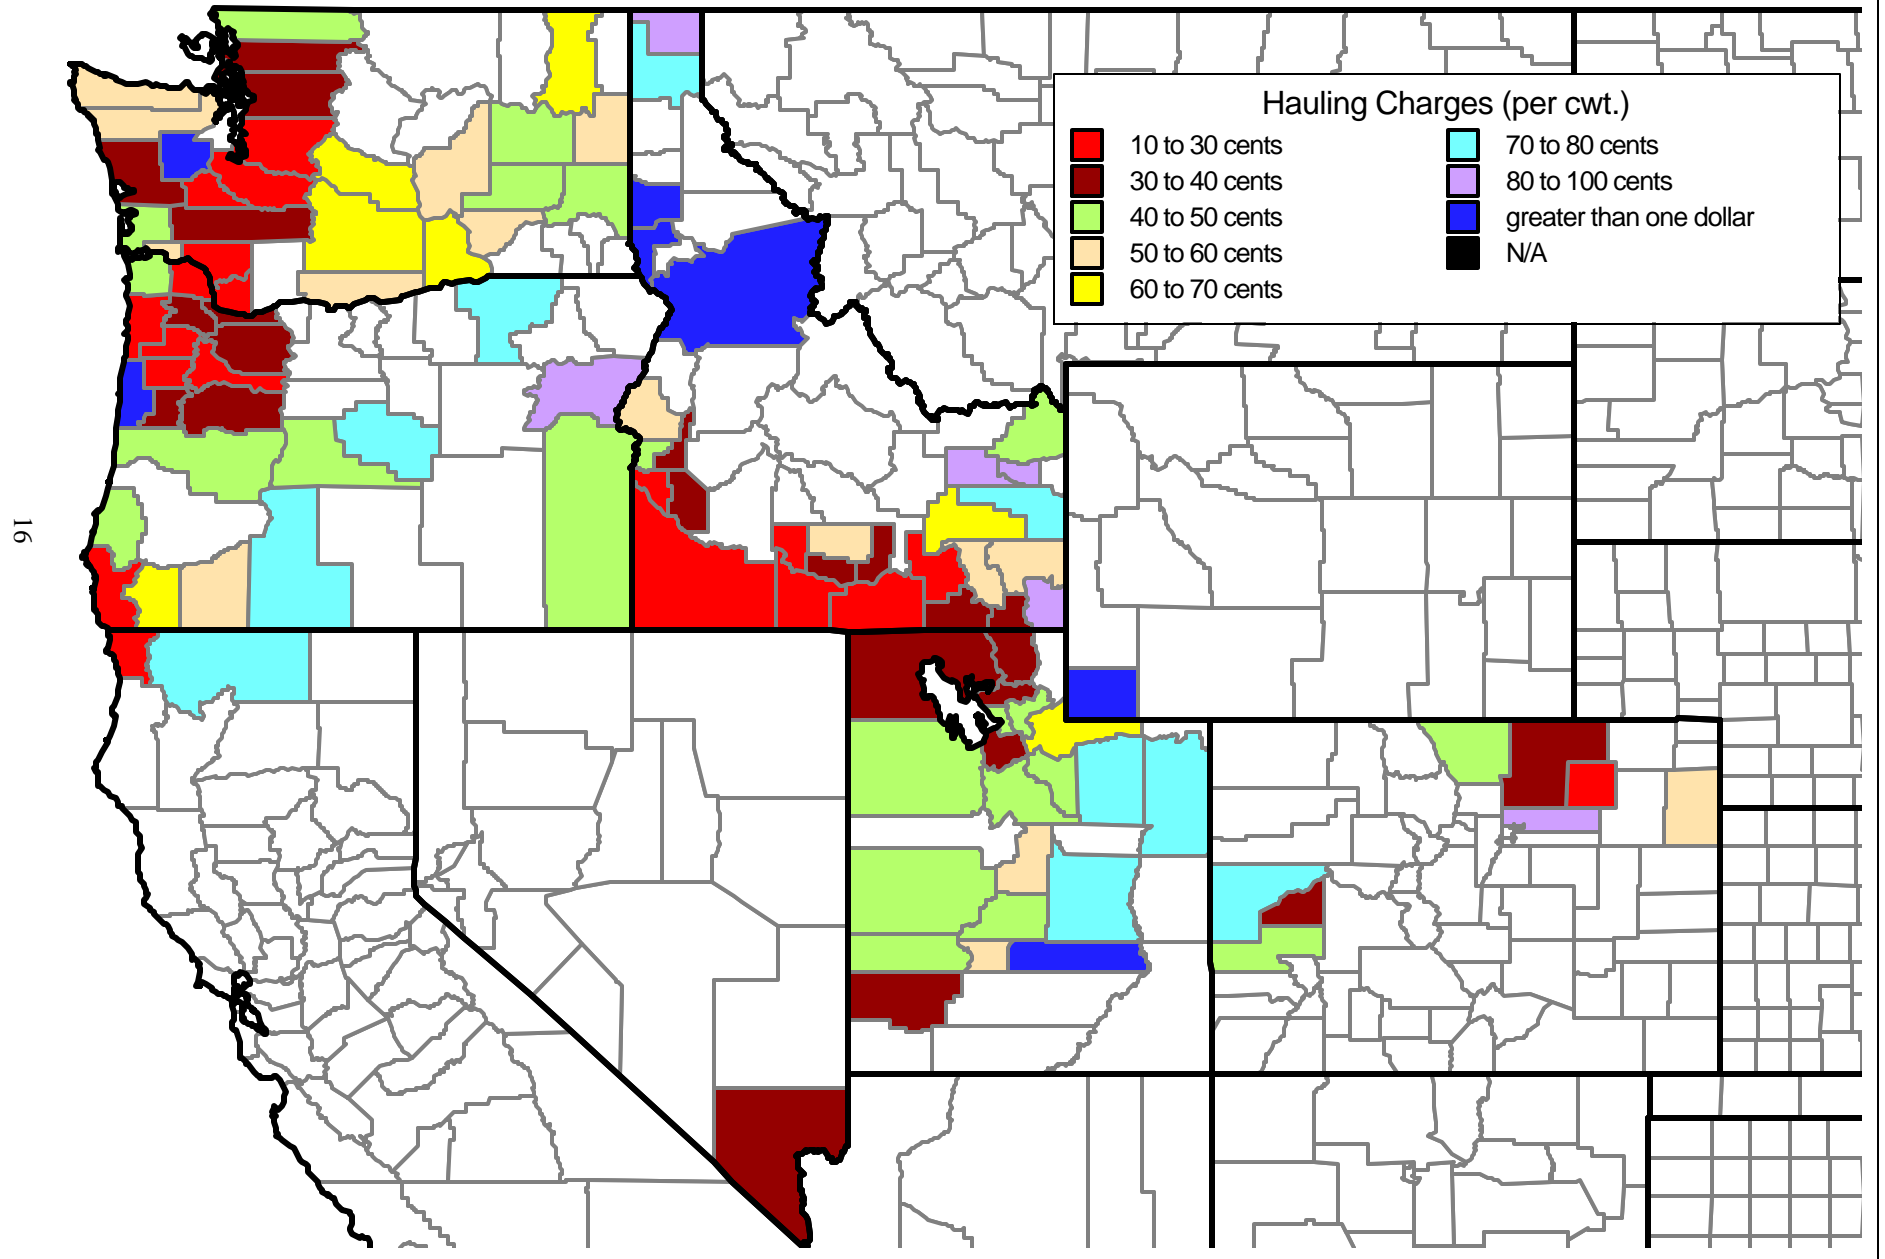 Hauling Charges (per cwt.)
10 to 30 cents
30 to 40 cents
40 to 50 cents
50 to 60 cents
60 to 70 cents
70 to 80 cents
80 to 100 cents
greater than one dollar
N/A
16